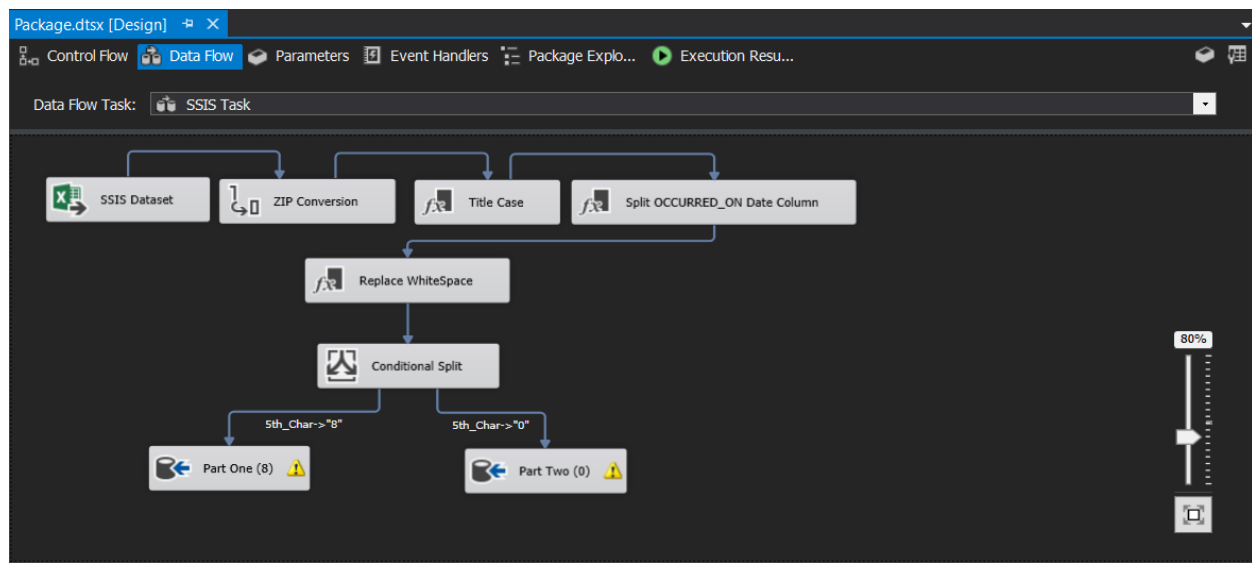 Package.dtsx [Design]
Control Flow Data Flow Parameters Event Handlers Package Explo... Execution Resu...
Data Flow Task: SSIS Task
SSIS Dataset ZIP Conversion Title Case Split OCCURRED_ON Date Column
Replace WhiteSpace
80%
Conditional Split
5th_Char->"8" 5th_Char->"0"
Part One (8) Part Two (0)